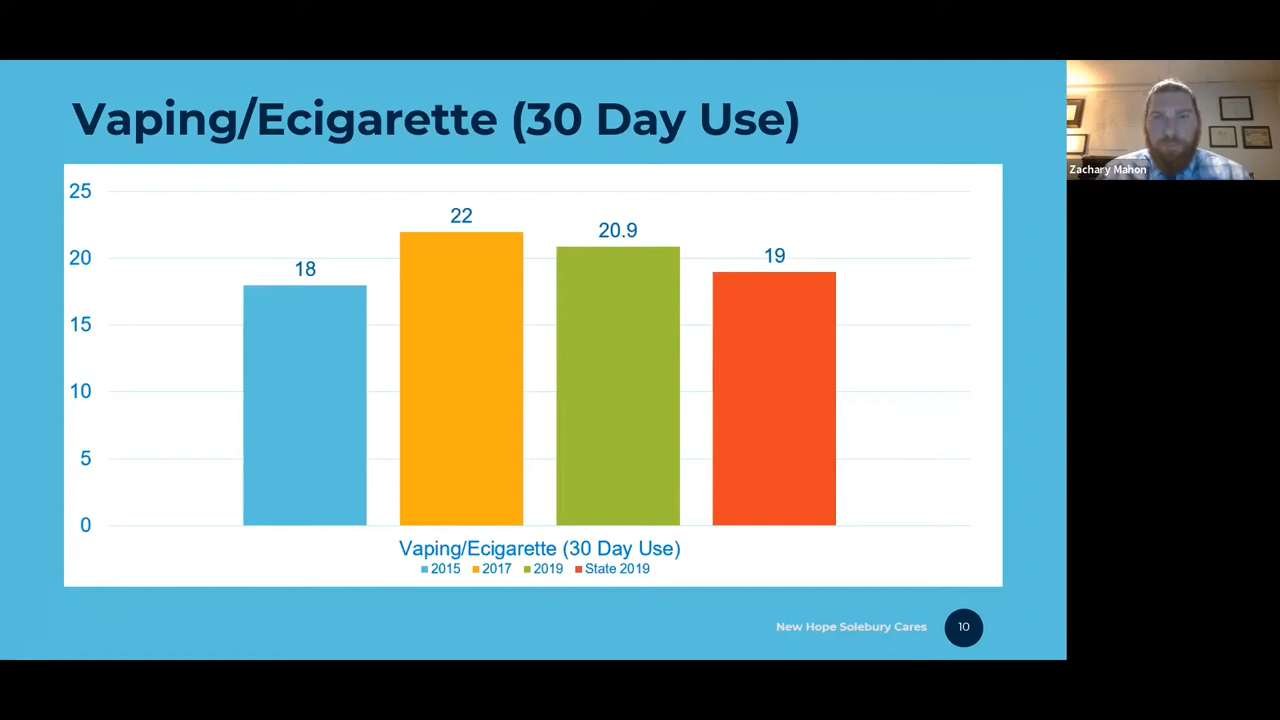 Vaping/Ecigarette (30 Day Use)
Zachary Mahon
25
20
15
10
5
0
18
22
20.9
19
Vaping/Ecigarette (30 Day Use)
2015 2017 2019 State 2019
New Hope Solebury Cares 10